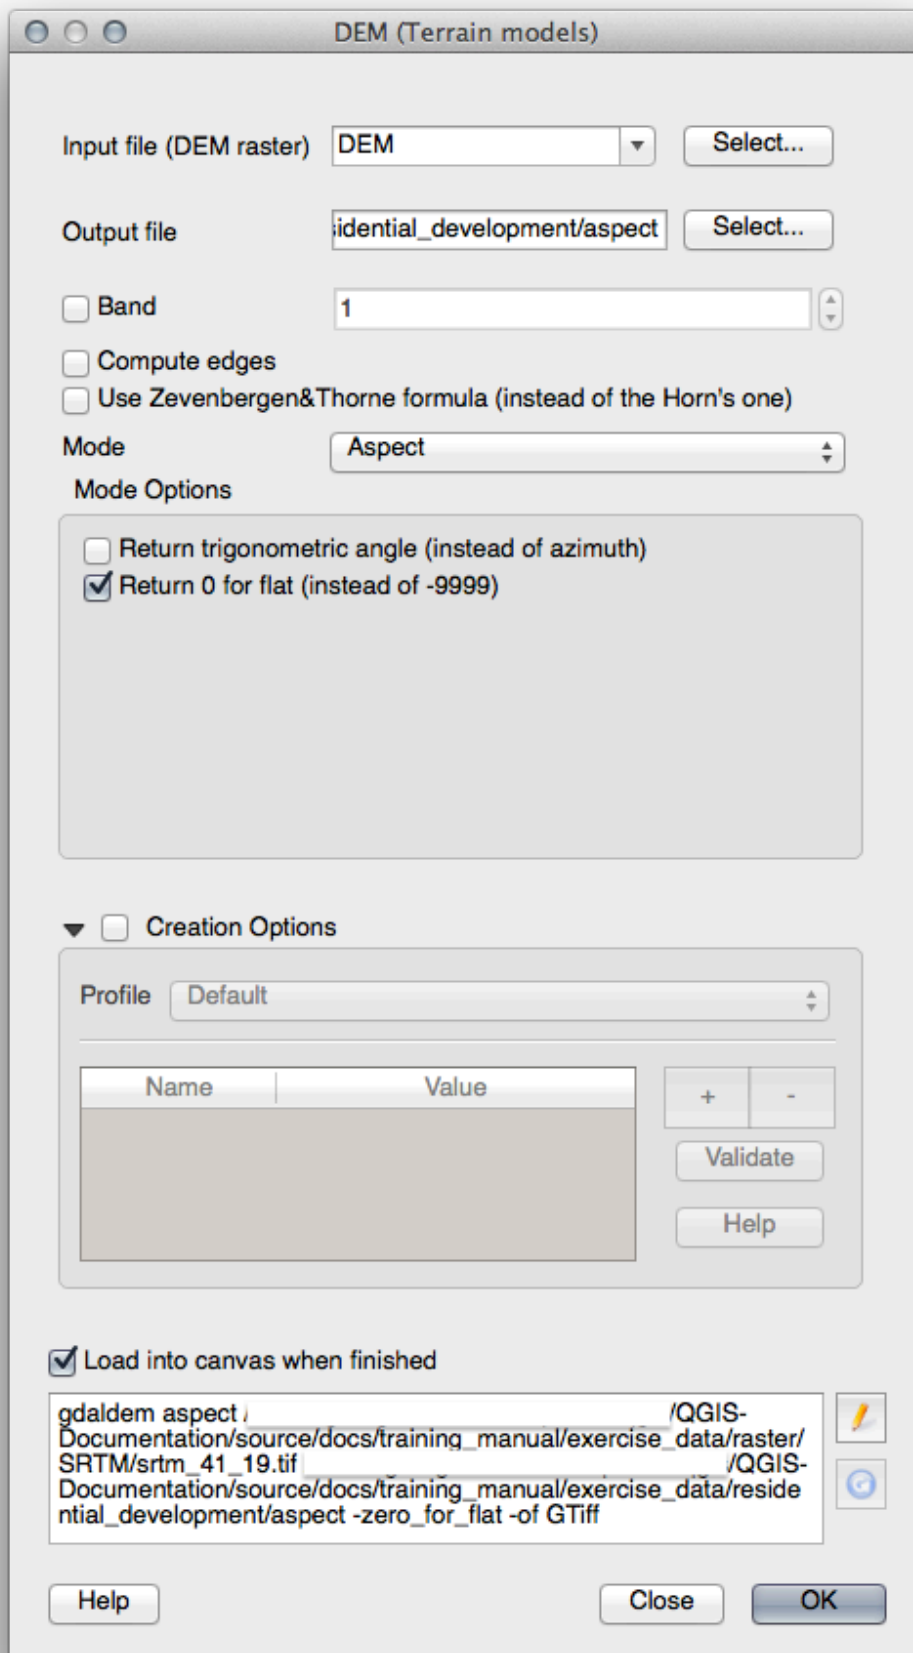 DEM (Terrain models)
Input file (DEM raster) DEM Select...
Output file sidential_development/aspect Select...
Band 1
Compute edges
Use Zevenbergen&Thorne formula (instead of the Horn's one)
Mode Aspect
Mode Options
Return trigonometric angle (instead of azimuth)
Return 0 for flat (instead of -9999)
Creation Options
Profile Default
Name Value + -
Validate
Help
Load into canvas when finished
gdaldem aspect /QGIS-
Documentation/source/docs/training_manual/exercise_data/raster/
SRTM/srtm_41_19.tif /QGIS-
Documentation/source/docs/training_manual/exercise_data/reside
ntial_development/aspect -zero_for_flat -of GTiff
Help Close OK